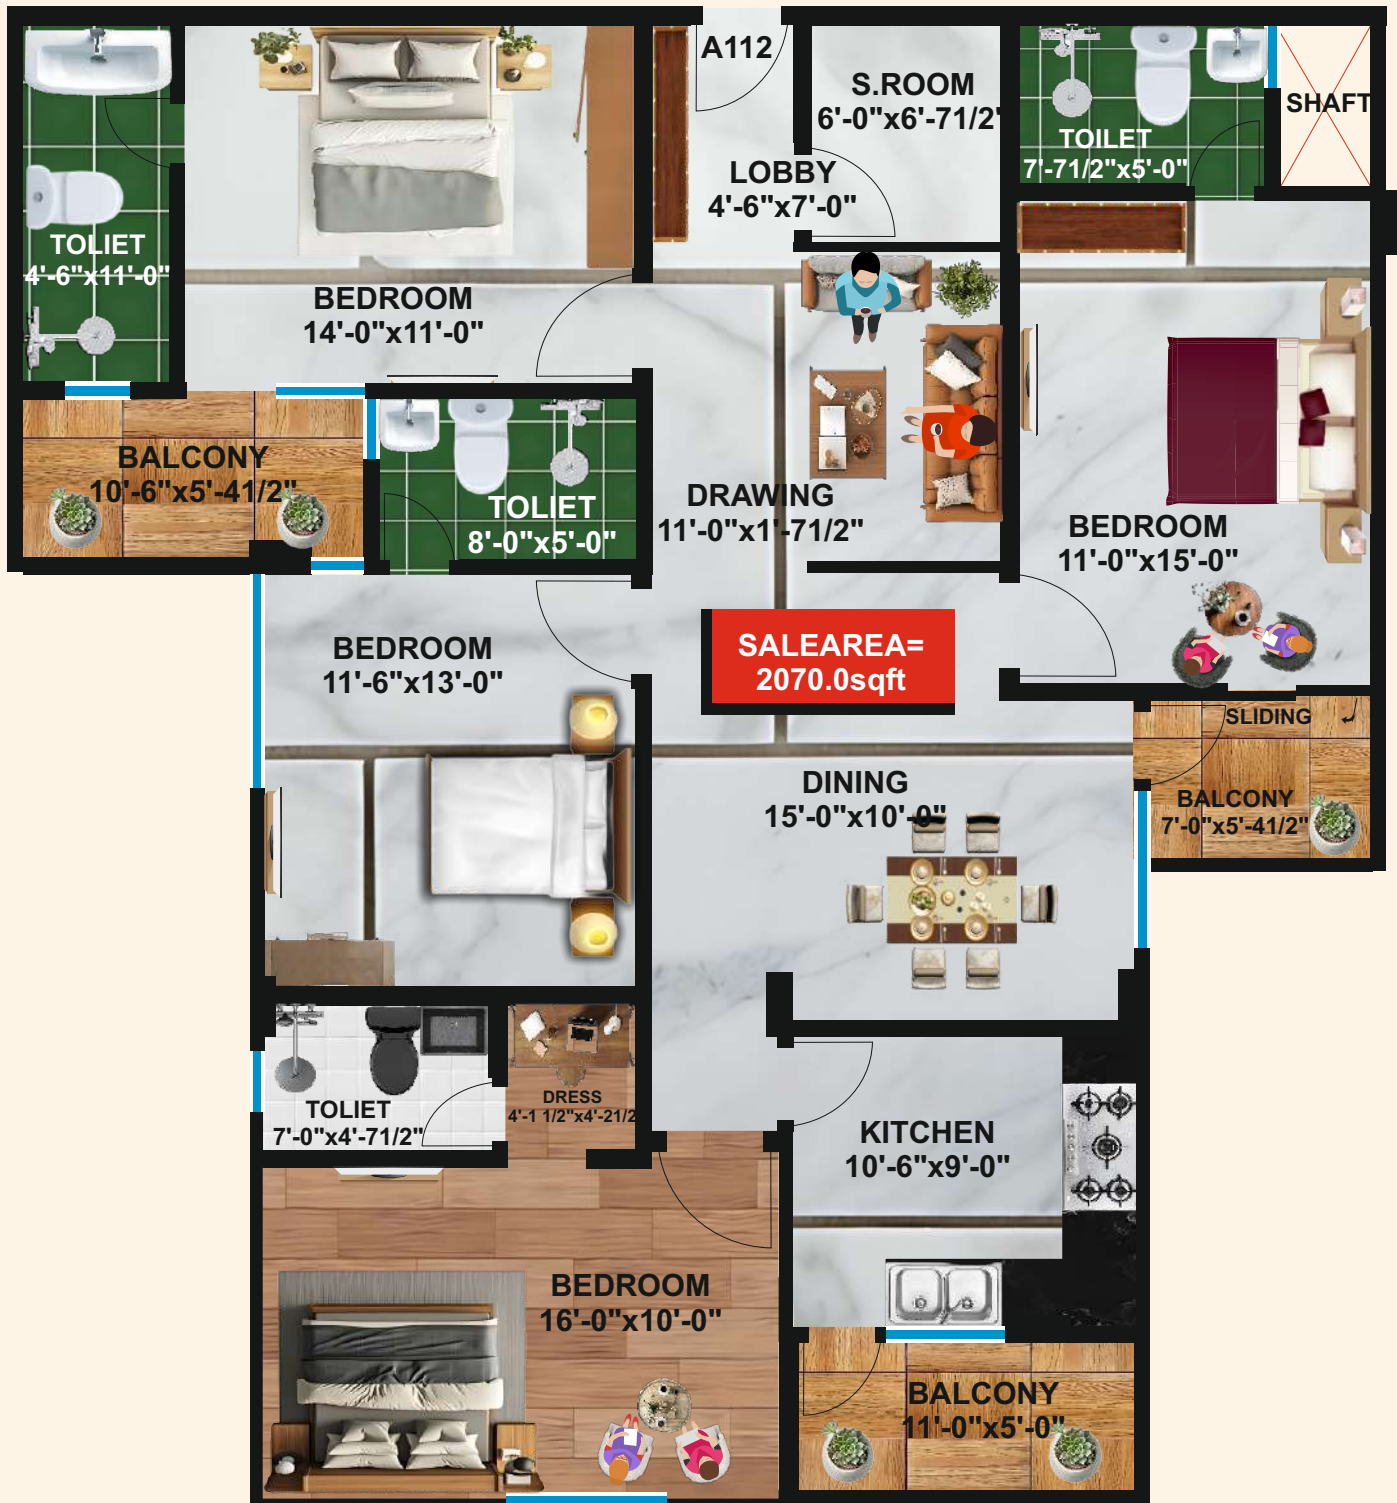 A112
S.ROOM
6'-0"x6'-71/2'
SHAFT
TOILET
7'-71/2"x5'-0"
LOBBY
4'-6"x7'-0"
TOLIET
4'-6"x11'-0"
BEDROOM
14'-0"x11'-0"
BALCONY
10'-6"x5'-41/2"
TOLIET
8'-0"x5'-0"
DRAWING
11'-0"x1'-71/2"
BEDROOM
11'-0"x15'-0"
BEDROOM
11'-6"x13'-0"
SALEAREA=
2070.0sqft
SLIDING
DINING
15'-0"x10'-0"
BALCONY
7'-0"x5'-41/2"
TOLIET
7'-0"x4'-71/2"
DRESS
4'-1 1/2"x4'-21/2
KITCHEN
10'-6"x9'-0"
BEDROOM
16'-0"x10'-0"
BALCONY
11'-0"x5'-0"